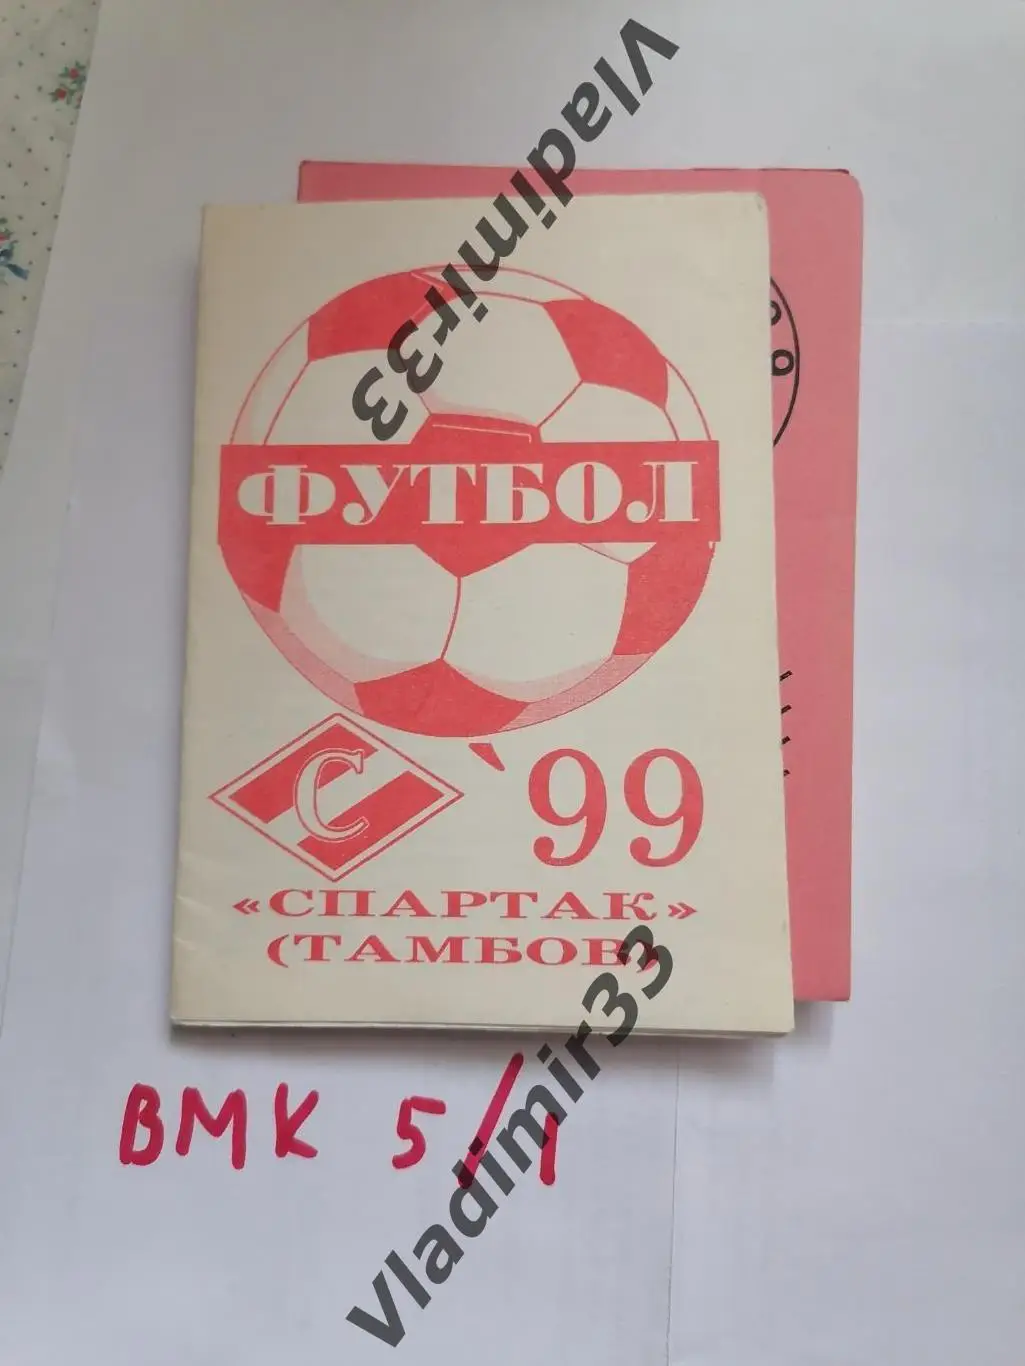 Vladimir33
ФУТБОЛ
С
'99
«СПАРТАК»
(ТАМБОВ)
ВМК 5/1
Vladimir33